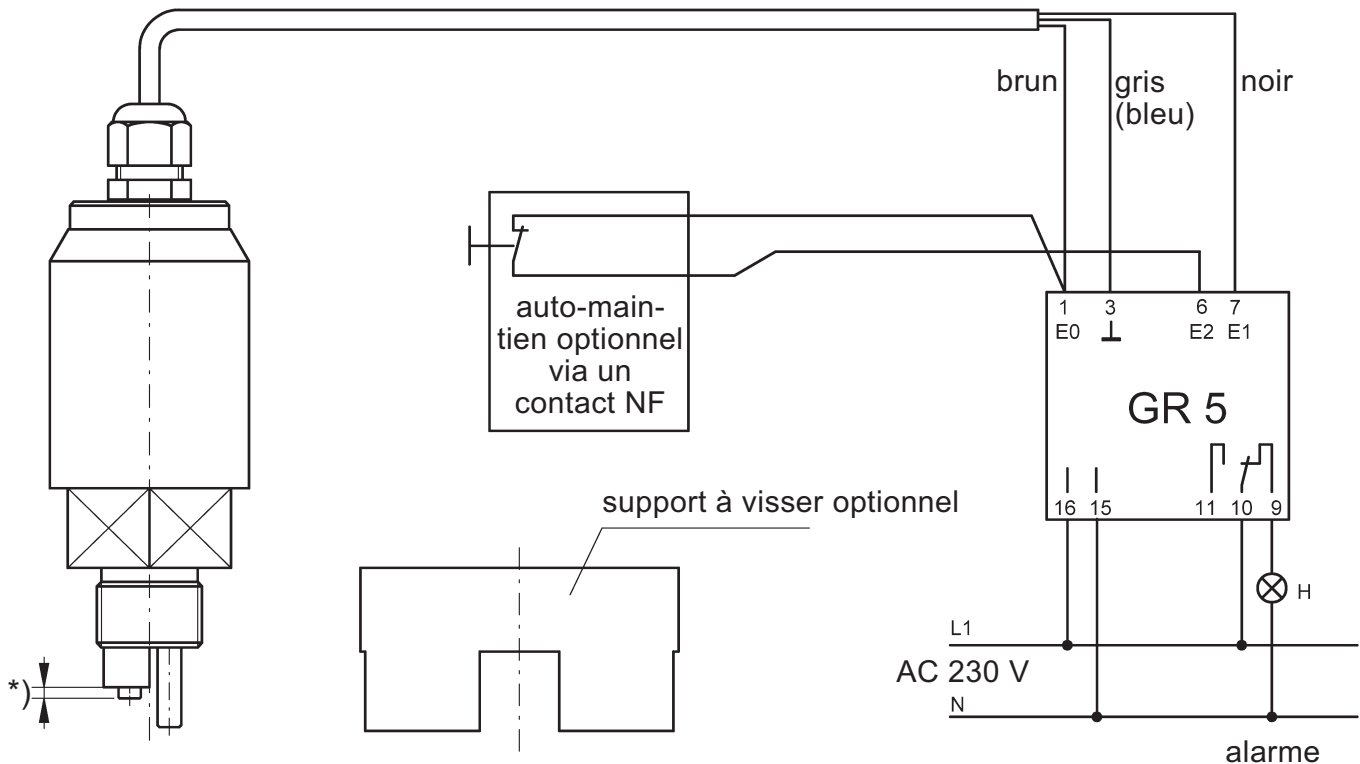 brun
gris
(bleu)
noir
auto-main-
tien optionnel
via un
contact NF
1 3 6 7
E0 E2 E1
GR 5
16 15 11 10 9
support à visser optionnel
H
L1
AC 230 V
N
*)
alarme